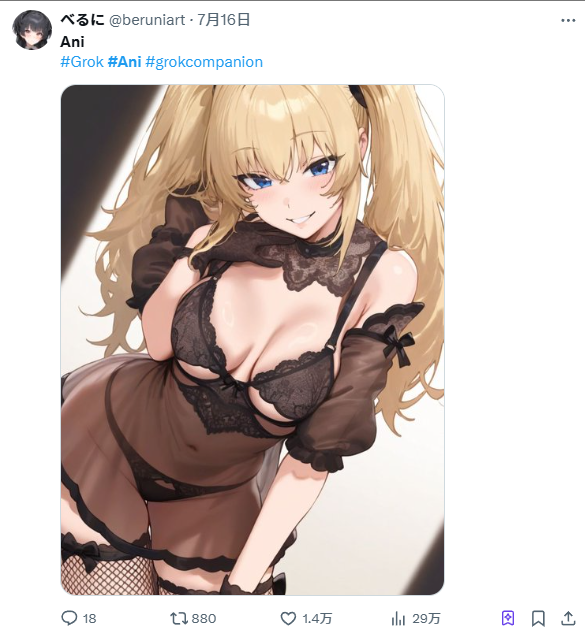 べるに @beruniart · 7月16日
Ani
#Grok #Ani #grokcompanion
18 880 1.4万 29万